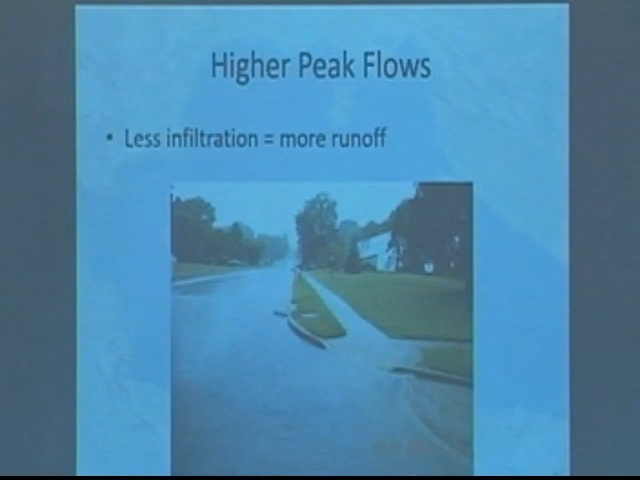 Higher Peak Flows
• Less infiltration = more runoff